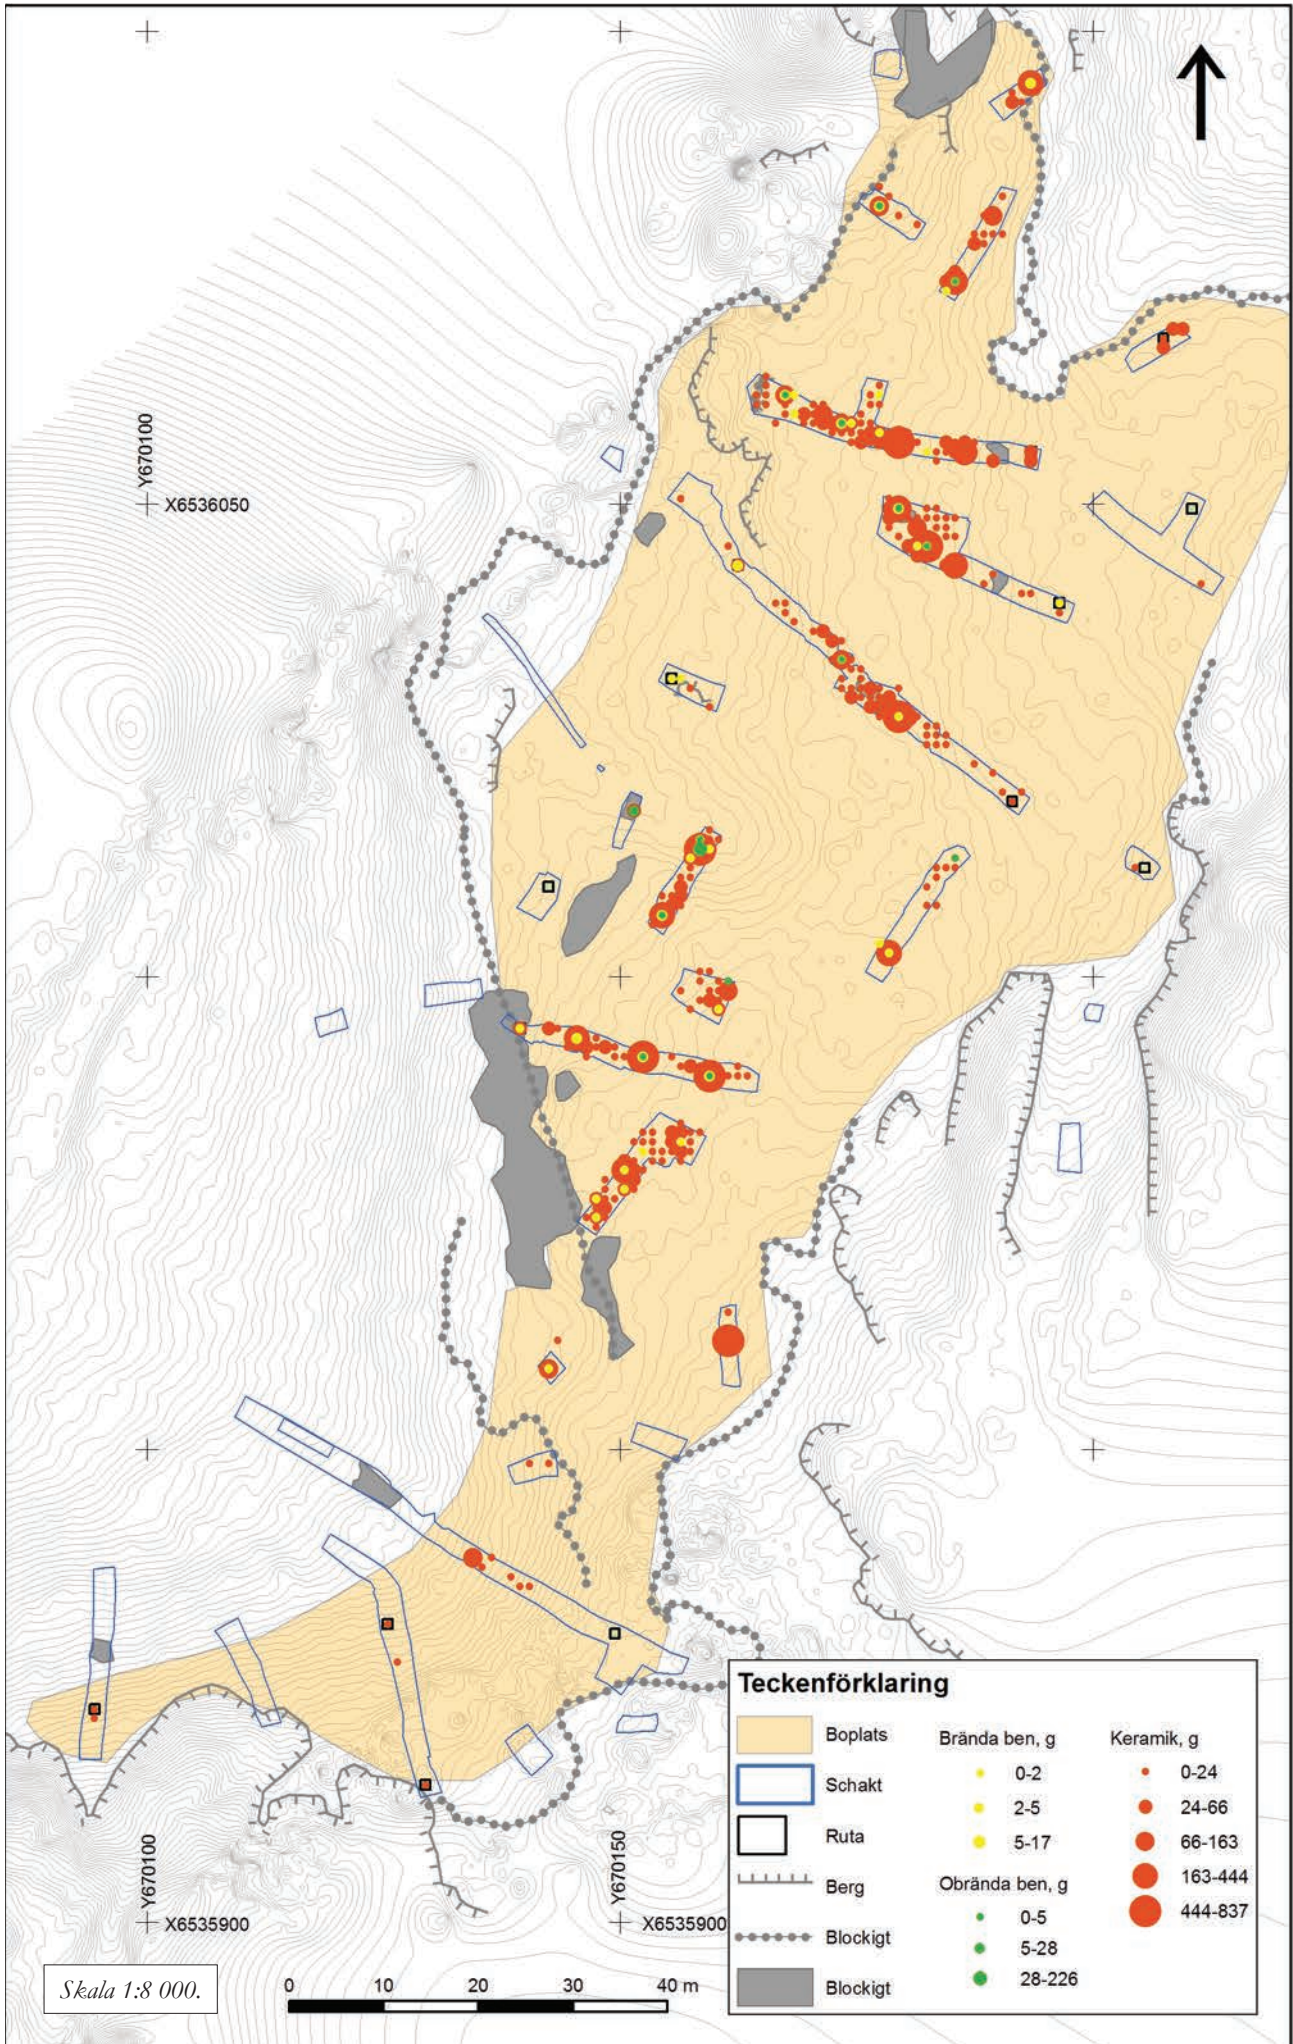 Y670100
X6536050
Teckenförklaring
Boplats
Schakt
Ruta
Berg
Blockigt
Blockigt
Brända ben, g
0-2
2-5
5-17
Obrända ben, g
0-5
5-28
28-226
Keramik, g
0-24
24-66
66-163
163-444
444-837
Y670100
X6535900
Y670150
X6535900
Skala 1:8 000.
0 10 20 30 40 m